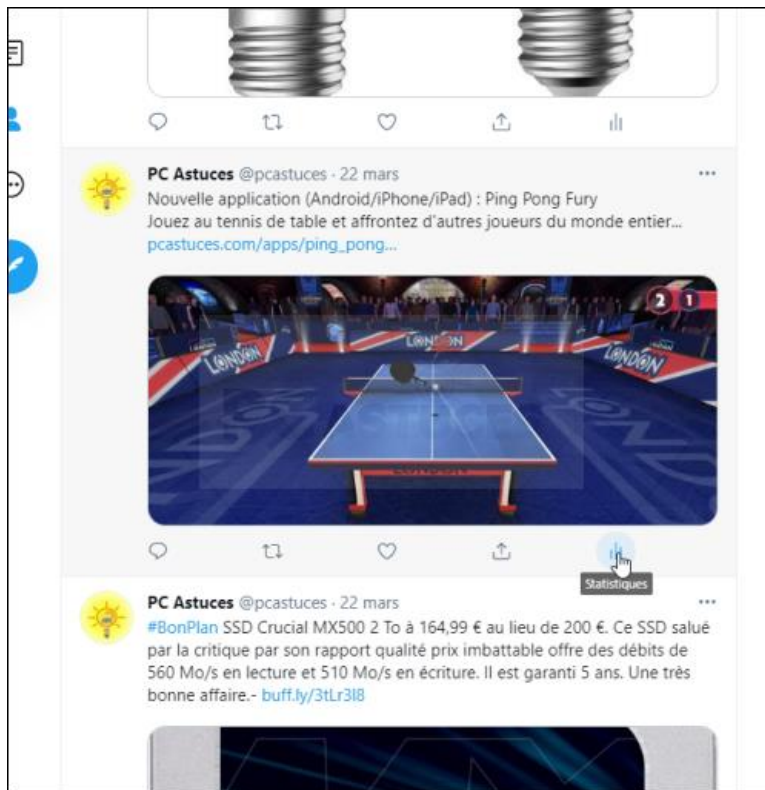 PC Astuces @pcastuces · 22 mars
Nouvelle application (Android/iPhone/iPad) : Ping Pong Fury
Jouez au tennis de table et affrontez d'autres joueurs du monde entier...
pcastuces.com/apps/ping_pong...
2 1
LONDON
LONDON
LONDON
LONDON
Statistiques
PC Astuces @pcastuces · 22 mars
#BonPlan SSD Crucial MX500 2 To à 164,99 € au lieu de 200 €. Ce SSD salué
par la critique par son rapport qualité prix imbattable offre des débits de
560 Mo/s en lecture et 510 Mo/s en écriture. Il est garanti 5 ans. Une très
bonne affaire.- buff.ly/3tLr3I8